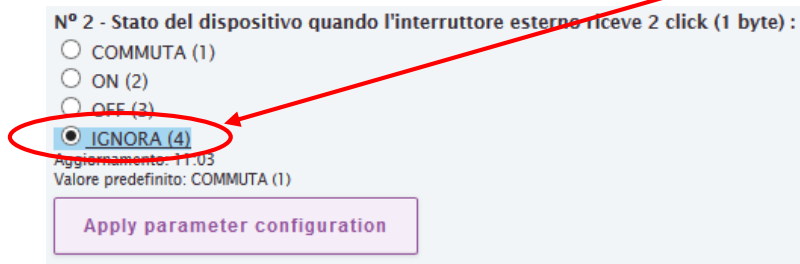 Nº 2 - Stato del dispositivo quando l'interruttore esterno riceve 2 click (1 byte) :
COMMUTA (1)
ON (2)
OFF (3)
IGNORA (4)
Aggiornamento: 11:03
Valore predefinito: COMMUTA (1)
Apply parameter configuration